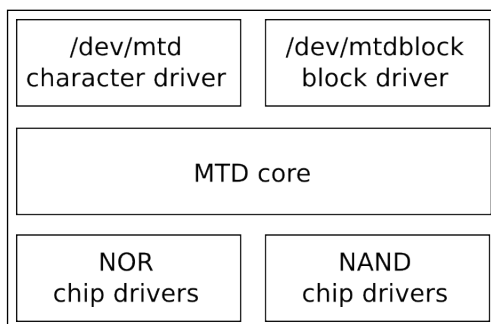 /dev/mtd
character driver
/dev/mtdblock
block driver
MTD core
NOR
chip drivers
NAND
chip drivers